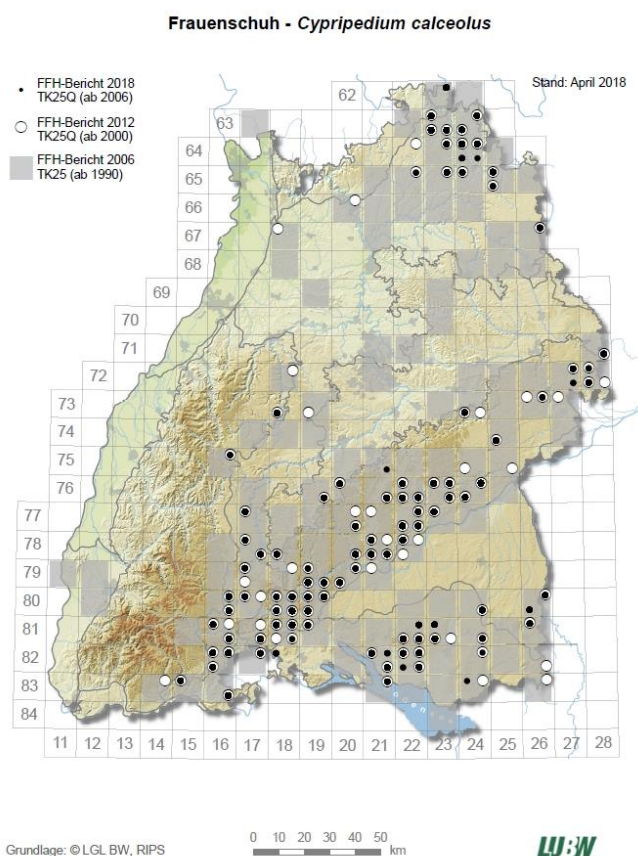 Frauenschuh - Cypripedium calceolus
FFH-Bericht 2018
TK25Q (ab 2006)
FFH-Bericht 2012
TK25Q (ab 2000)
FFH-Bericht 2006
TK25 (ab 1990)
Stand: April 2018
62
63
64
65
66
67
68
69
70
71
72
73
74
75
76
77
78
79
80
81
82
83
84
11 12 13 14 15 16 17 18 19 20 21 22 23 24 25 26 27 28
Grundlage: © LGL BW, RIPS
0 10 20 30 40 50
km
LUBW